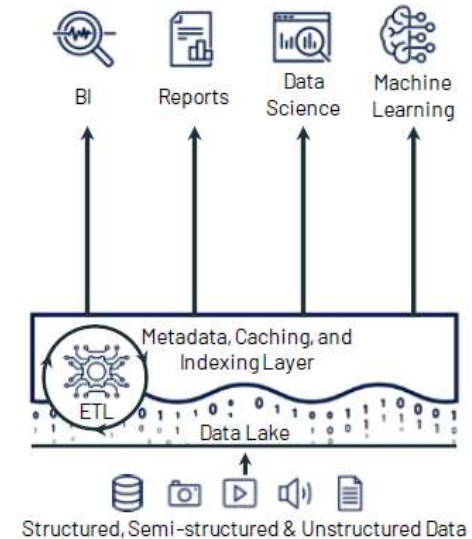 BI
Reports
Data
Science
Machine
Learning
Metadata, Caching, and
Indexing Layer
ETL
Data Lake
Structured, Semi-structured & Unstructured Data